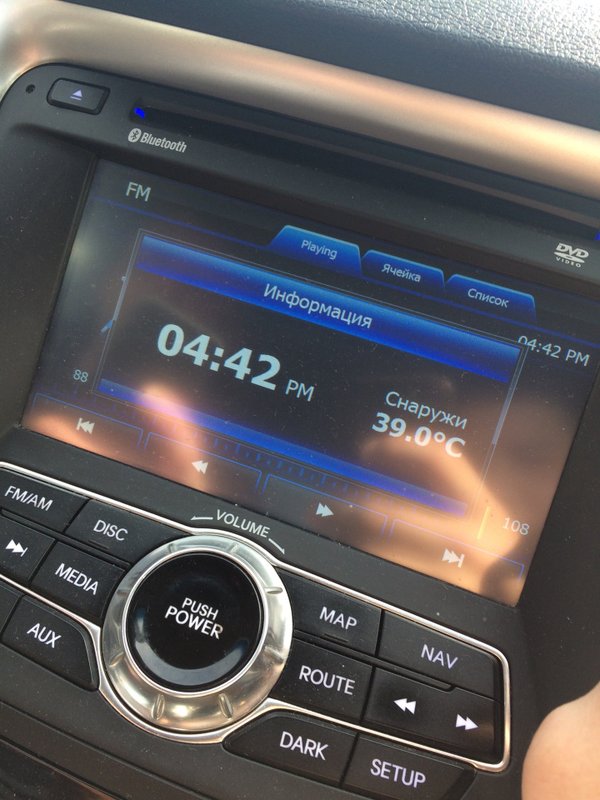 Bluetooth
DVD
VIDEO
FM
Playing
Ячейка
Список
Информация
04:42 PM
04:42 PM
Снаружи
39.0°C
88
108
FM/AM
DISC
VOLUME
MEDIA
PUSH
POWER
MAP
NAV
AUX
ROUTE
DARK
SETUP